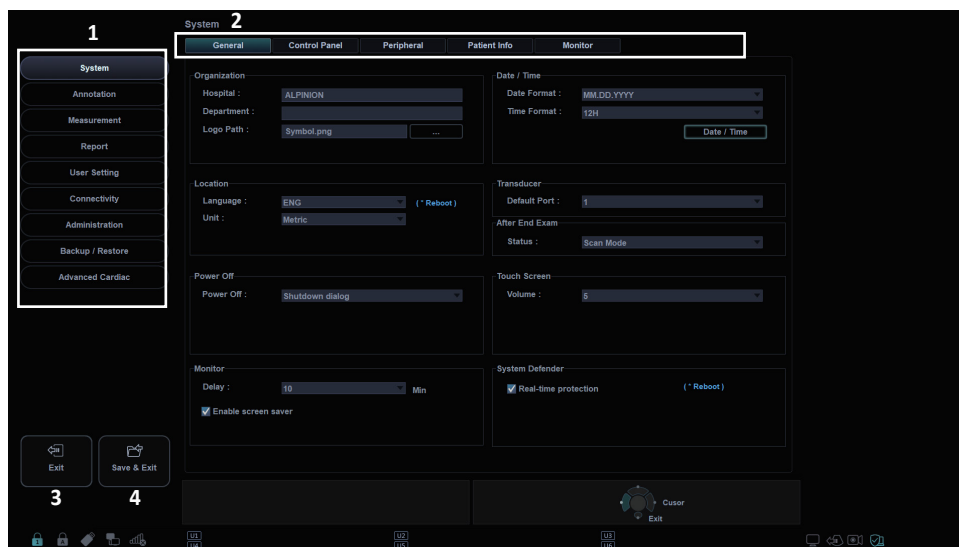 System 2
1
General Control Panel Peripheral Patient Info Monitor
System
Annotation
Measurement
Report
User Setting
Connectivity
Administration
Backup / Restore
Advanced Cardiac
Organization
Hospital : ALPINION
Department :
Logo Path : Symbol.png ...
Date / Time
Date Format : MM.DD.YYYY
Time Format : 12H
Date / Time
Location
Language : ENG ( * Reboot )
Unit : Metric
Transducer
Default Port : 1
After End Exam
Status : Scan Mode
Power Off
Power Off : Shutdown dialog
Touch Screen
Volume : 5
Monitor
Delay : 10 Min
Enable screen saver
System Defender
Real-time protection ( * Reboot )
Exit Save & Exit
3 4
Cusor
Exit
U1 U2 U3
U4 U5 U6